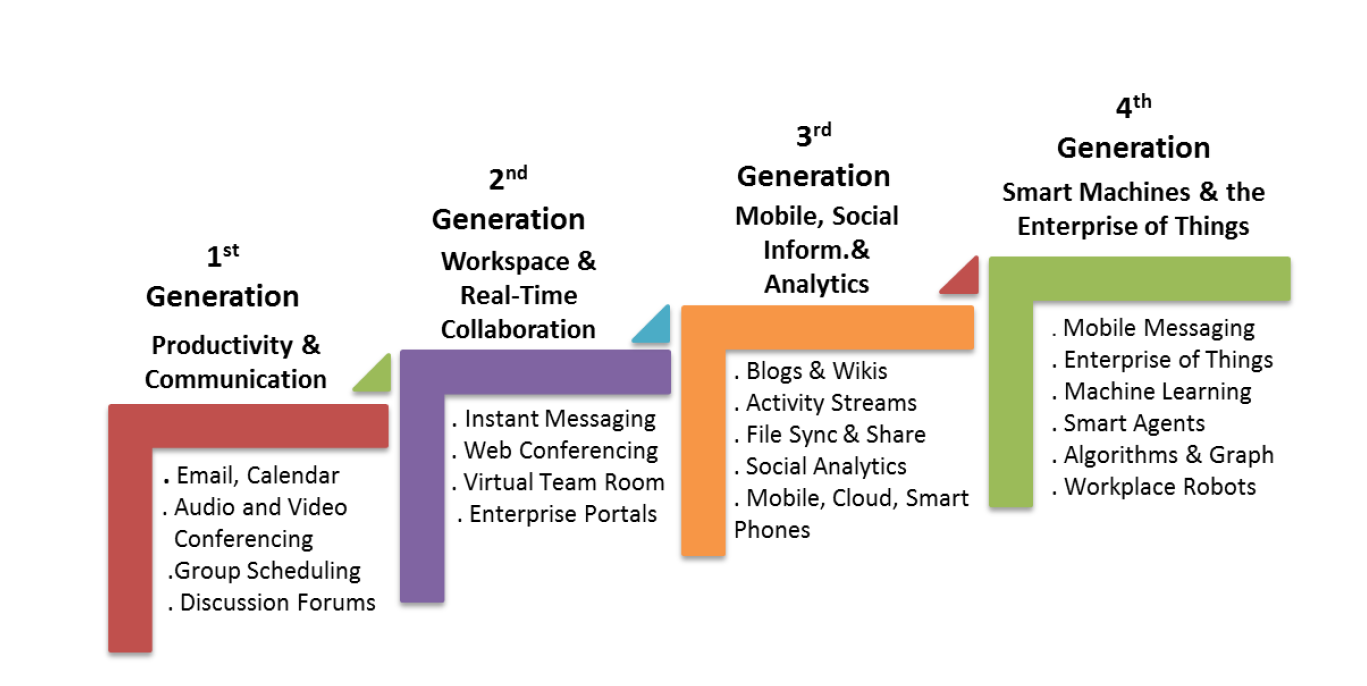 1st
Generation
Productivity &
Communication
. Email, Calendar
. Audio and Video
Conferencing
.Group Scheduling
. Discussion Forums
2nd
Generation
Workspace &
Real-Time
Collaboration
. Instant Messaging
. Web Conferencing
. Virtual Team Room
. Enterprise Portals
3rd
Generation
Mobile, Social
Inform.&
Analytics
. Blogs & Wikis
. Activity Streams
. File Sync & Share
. Social Analytics
. Mobile, Cloud, Smart
Phones
4th
Generation
Smart Machines & the
Enterprise of Things
. Mobile Messaging
. Enterprise of Things
. Machine Learning
. Smart Agents
. Algorithms & Graph
. Workplace Robots